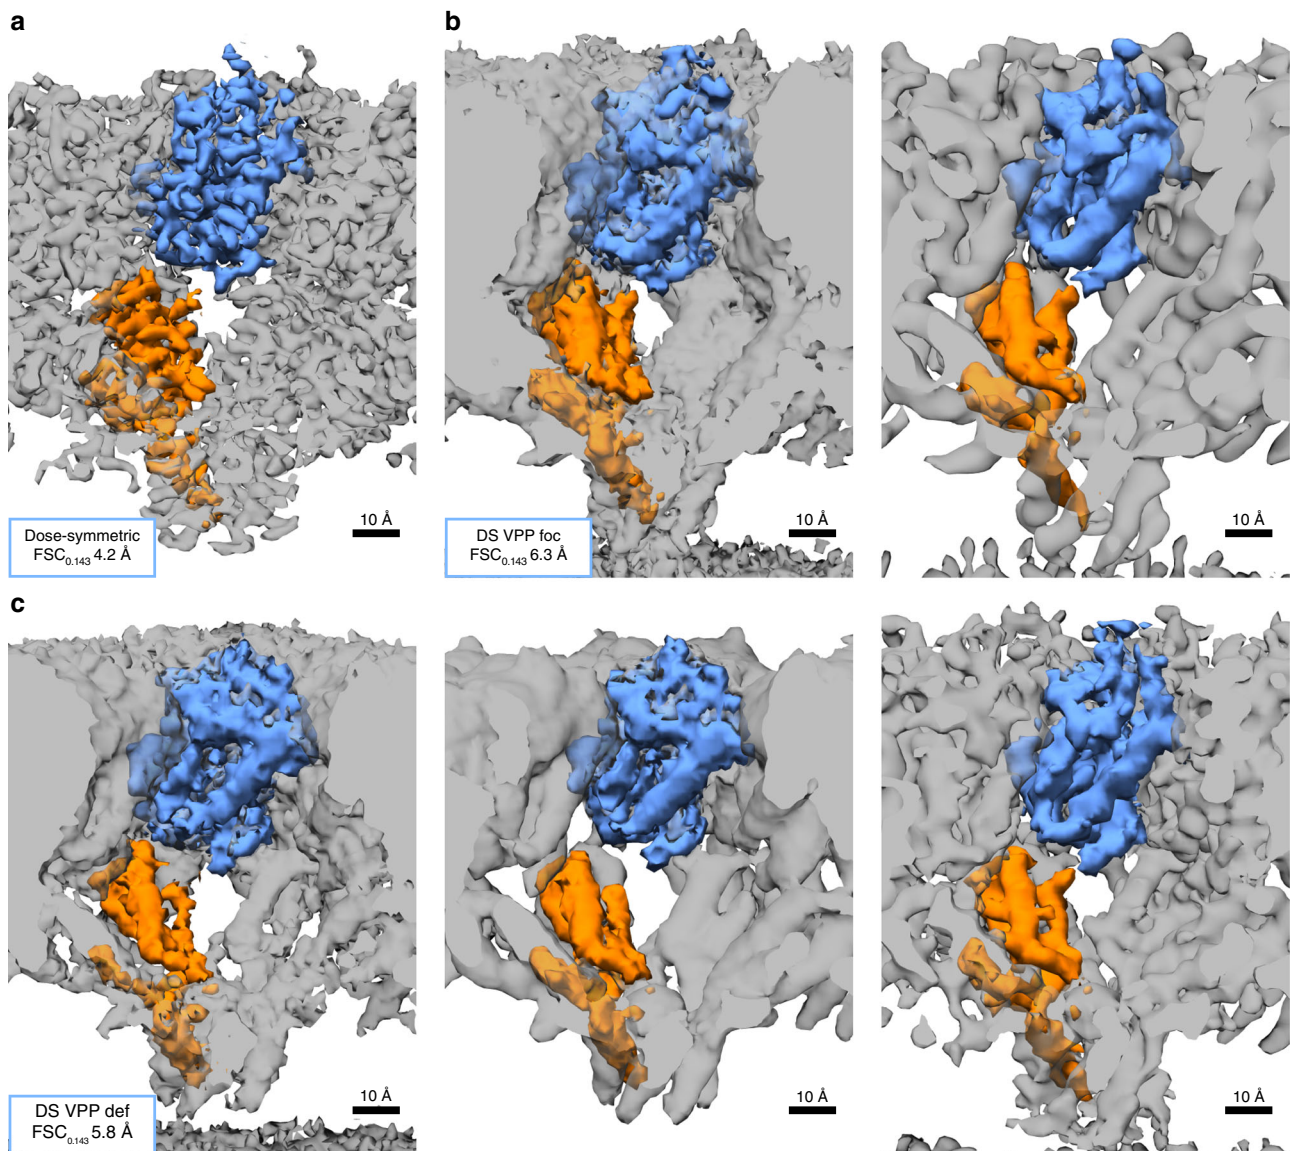 a
b
Dose-symmetric
FSC0.143 4.2 Å
10 Å
DS VPP foc
FSC0.143 6.3 Å
10 Å
10 Å
c
DS VPP def
FSC0.143 5.8 Å
10 Å
10 Å
10 Å